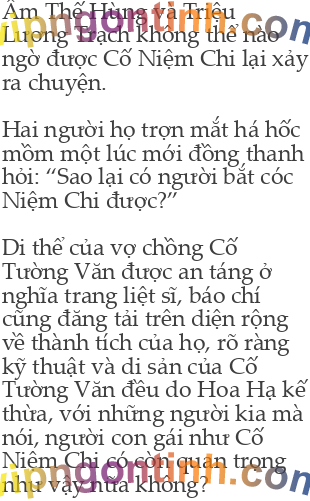 Âm Thế Hùng và Triệu
Lương Trạch không thể nào
ngờ được Cố Niệm Chi lại xảy
ra chuyện.
Hai người họ trợn mắt há hốc
mồm một lúc mới đồng thanh
hỏi: “Sao lại có người bắt cóc
Niệm Chi được?”
Di thể của vợ chồng Cố
Tường Văn được an táng ở
nghĩa trang liệt sĩ, báo chí
cũng đăng tải trên diện rộng
về thành tích của họ, rõ ràng
kỹ thuật và di sản của Cố
Tường Văn đều do Hoa Hạ kế
thừa, với những người kia mà
nói, người con gái như Cố
Niệm Chi có còn quan trọng
như vậy nữa không?
vipngontinh.com
vipngontinh.com